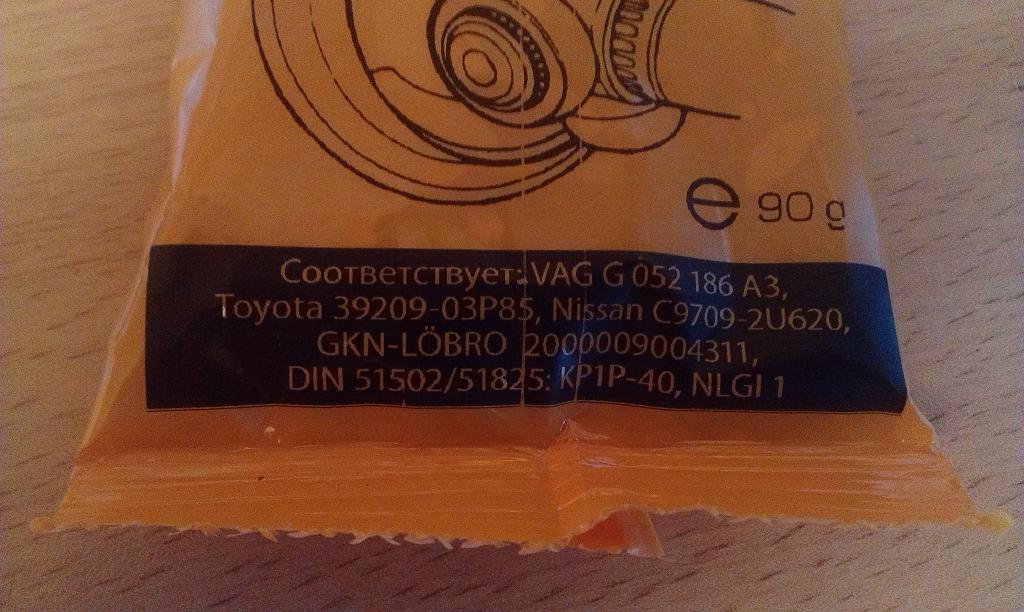 ℮ 90 g
Соответствует: VAG G 052 186 A3,
Toyota 39209-03P85, Nissan C9709-2U620,
GKN-LÖBRO 2000009004311,
DIN 51502/51825: KP1P-40, NLGI 1